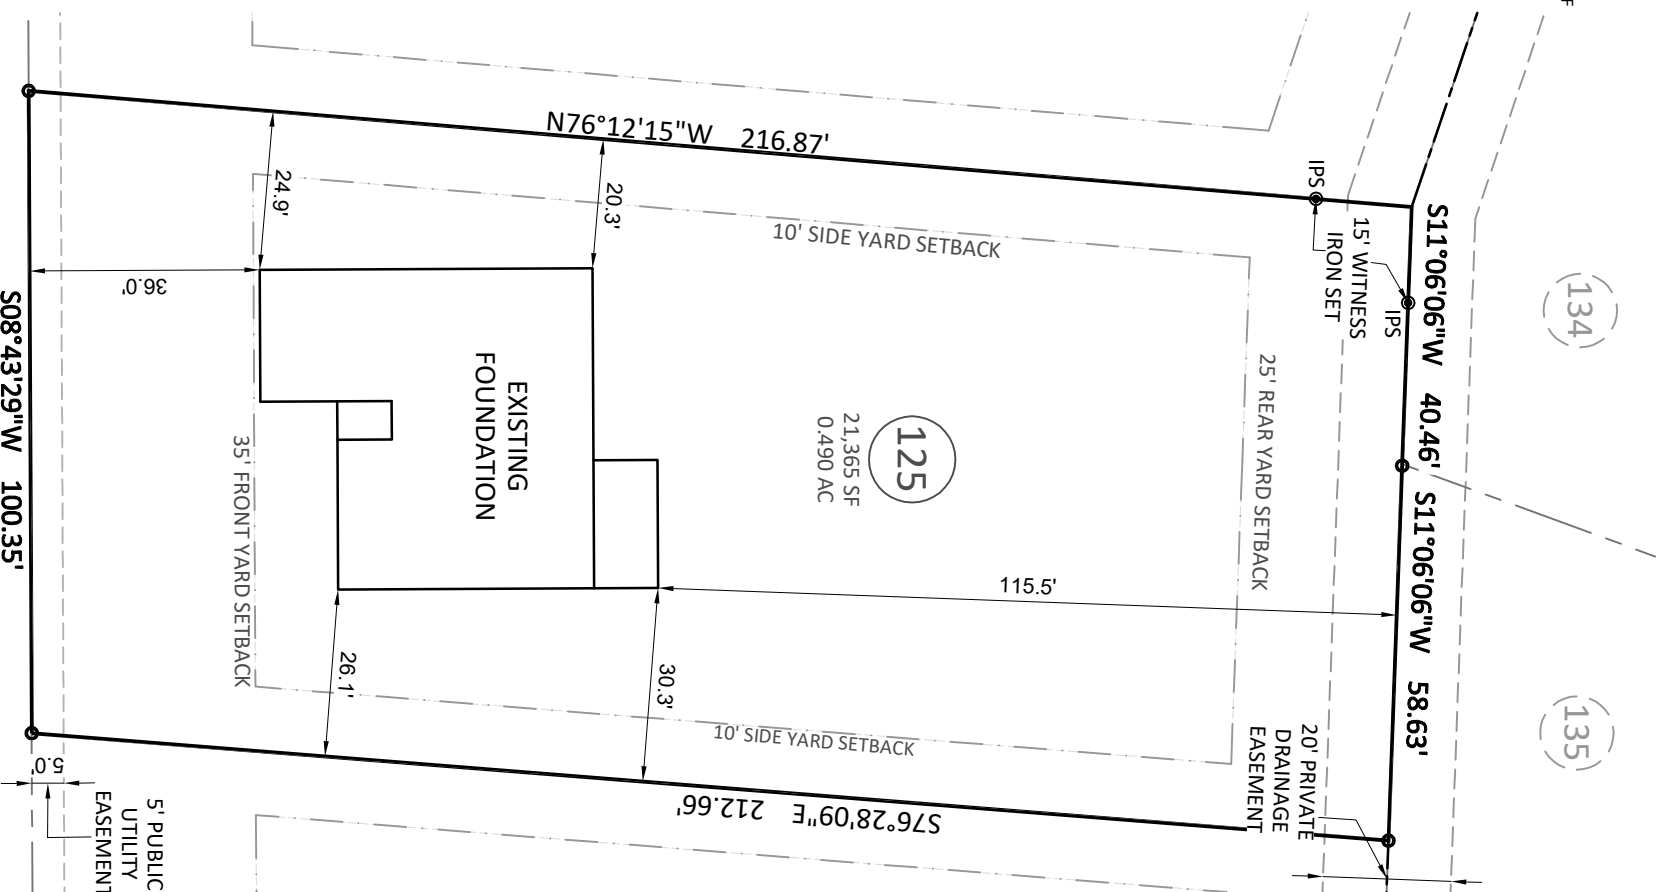 N76°12'15"W 216.87'
24.9'
20.3'
10' SIDE YARD SETBACK
IPS
15' WITNESS
IRON SET
IPS
S11°06'06"W 40.46'
S11°06'06"W 58.63'
134
135
36.0'
S08°43'29"W 100.35'
EXISTING
FOUNDATION
125
21,365 SF
0.490 AC
25' REAR YARD SETBACK
35' FRONT YARD SETBACK
115.5'
26.1'
30.3'
10' SIDE YARD SETBACK
S76°28'09"E 212.66'
20' PRIVATE
DRAINAGE
EASEMENT
5.0'
5' PUBLIC
UTILITY
EASEMENT